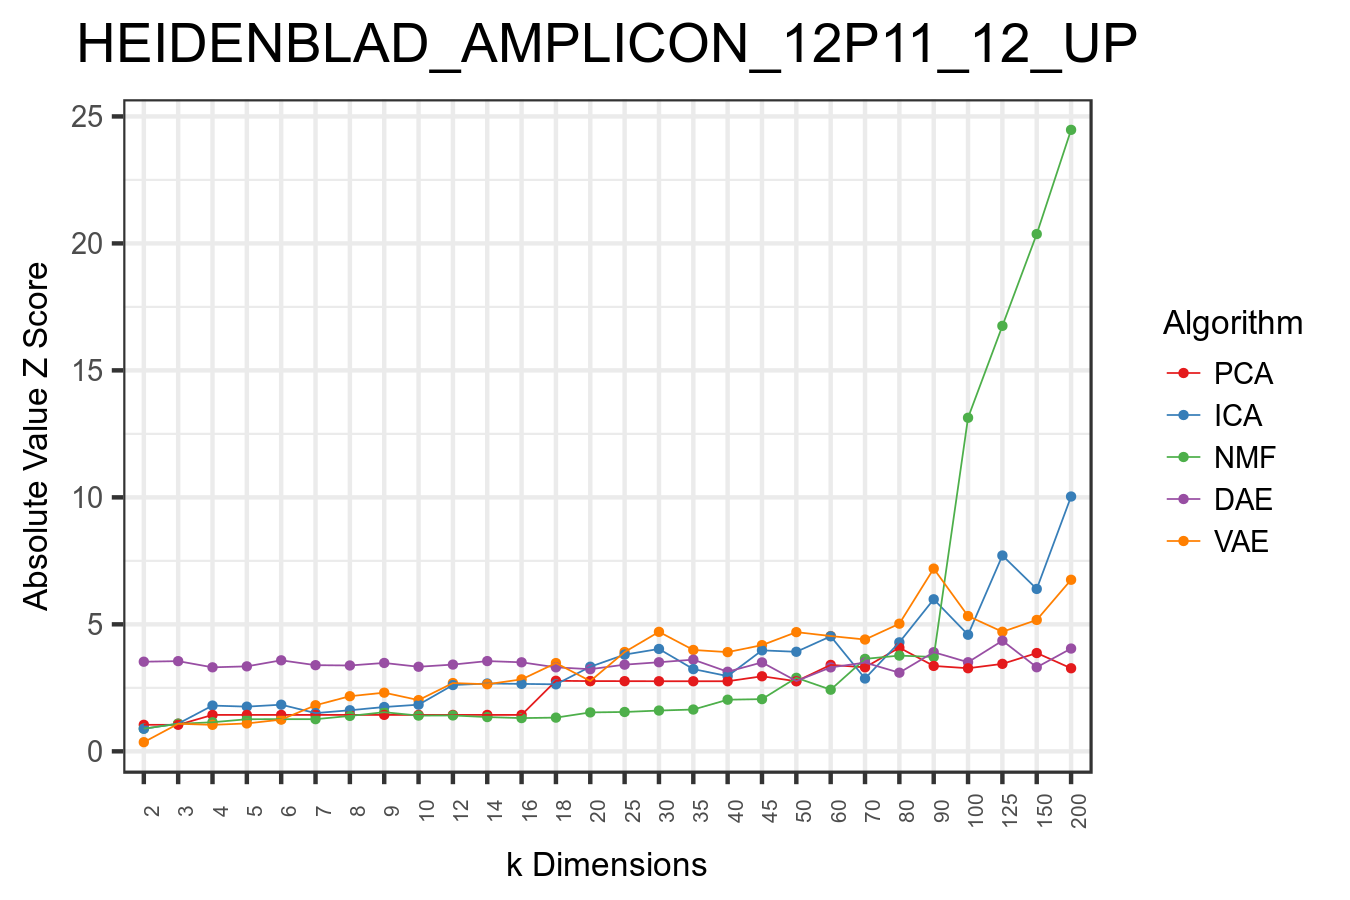 HEIDENBLAD_AMPLICON_12P11_12_UP
25
20
15
10
5
0
Absolute Value Z Score
2 3 4 5 6 7 8 9 10 12 14 16 18 20 25 30 35 40 45 50 60 70 80 90 100 125 150 200
k Dimensions
Algorithm
PCA
ICA
NMF
DAE
VAE